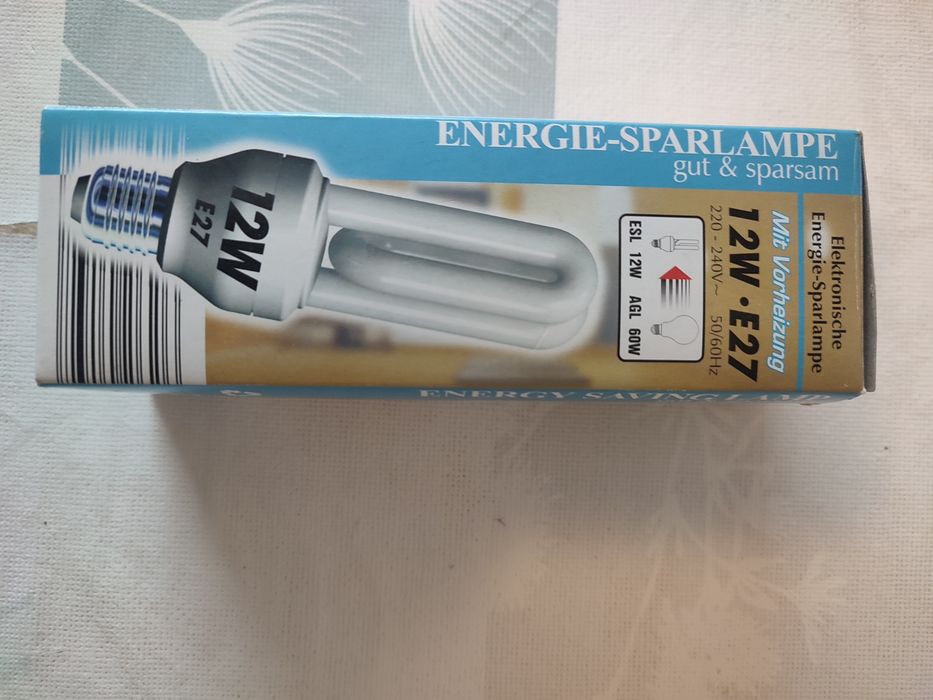 ENERGIE-SPARLAMPE
gut & sparsam
Elektronische
Energie-Sparlampe
Mit Vorheizung
12W • E27
220 - 240V~ 50/60Hz
ESL 12W AGL 60W
12W
E27
ENERGY SAVING LAMP